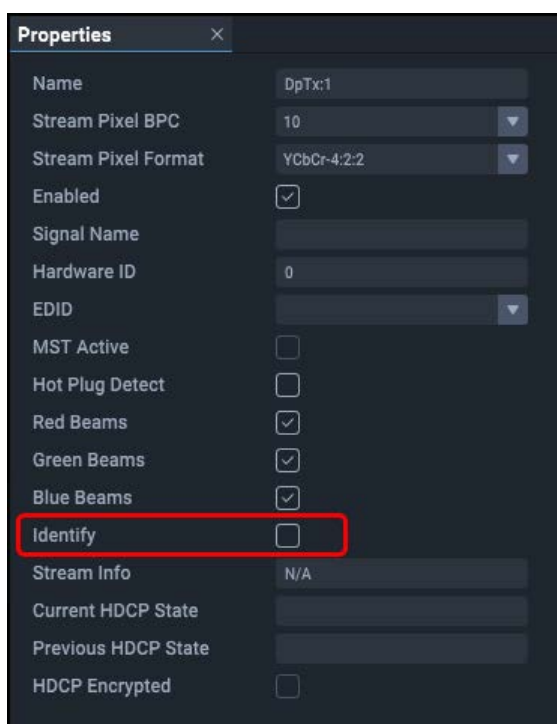 Properties ×
Name DpTx:1
Stream Pixel BPC 10
Stream Pixel Format YCbCr-4:2:2
Enabled
Signal Name
Hardware ID 0
EDID
MST Active
Hot Plug Detect
Red Beams
Green Beams
Blue Beams
Identify
Stream Info N/A
Current HDCP State
Previous HDCP State
HDCP Encrypted